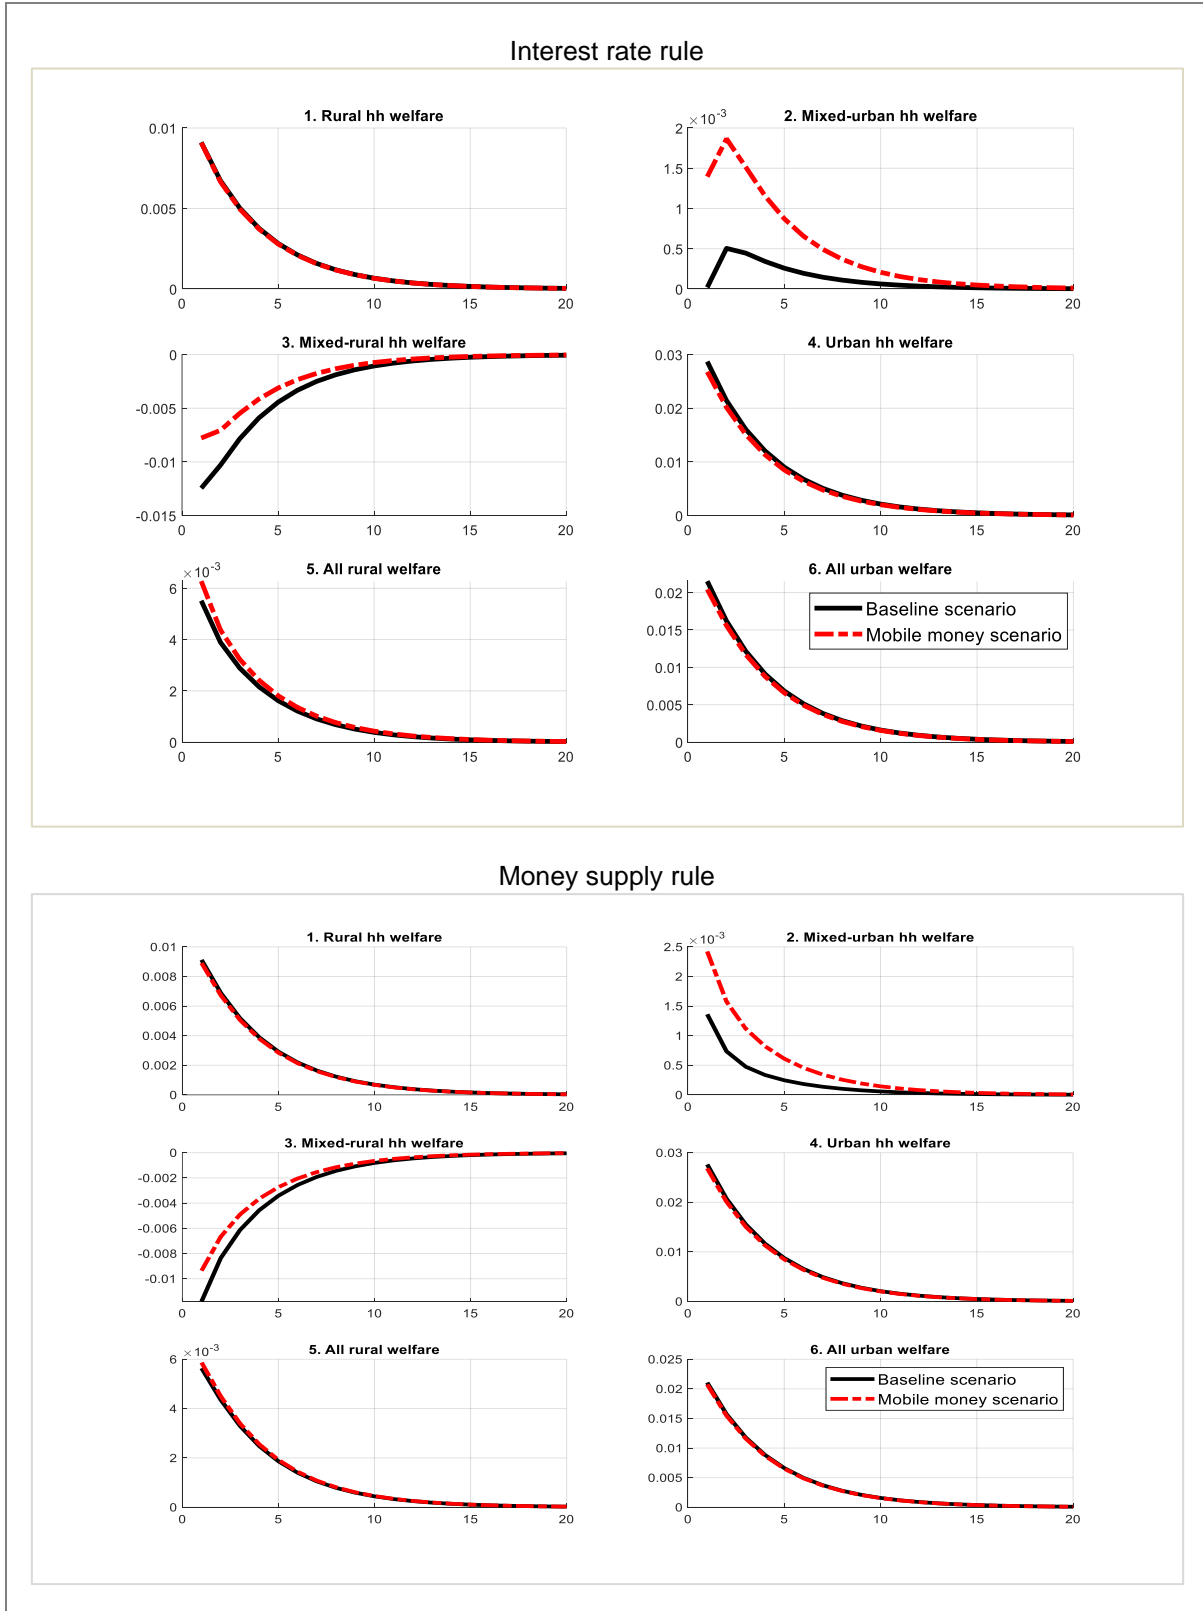 Interest rate rule
1. Rural hh welfare
0.01
0.005
0
0 5 10 15 20
2. Mixed-urban hh welfare
×10⁻³
2
1.5
1
0.5
0
0 5 10 15 20
3. Mixed-rural hh welfare
0
-0.005
-0.01
-0.015
0 5 10 15 20
4. Urban hh welfare
0.03
0.02
0.01
0
0 5 10 15 20
5. All rural welfare
×10⁻³
6
4
2
0
0 5 10 15 20
6. All urban welfare
0.02
0.015
0.01
0.005
0
0 5 10 15 20
Baseline scenario
Mobile money scenario
Money supply rule
1. Rural hh welfare
0.01
0.008
0.006
0.004
0.002
0
0 5 10 15 20
2. Mixed-urban hh welfare
×10⁻³
2.5
2
1.5
1
0.5
0
0 5 10 15 20
3. Mixed-rural hh welfare
0
-0.002
-0.004
-0.006
-0.008
-0.01
0 5 10 15 20
4. Urban hh welfare
0.03
0.02
0.01
0
0 5 10 15 20
5. All rural welfare
×10⁻³
6
4
2
0
0 5 10 15 20
6. All urban welfare
0.025
0.02
0.015
0.01
0.005
0
0 5 10 15 20
Baseline scenario
Mobile money scenario